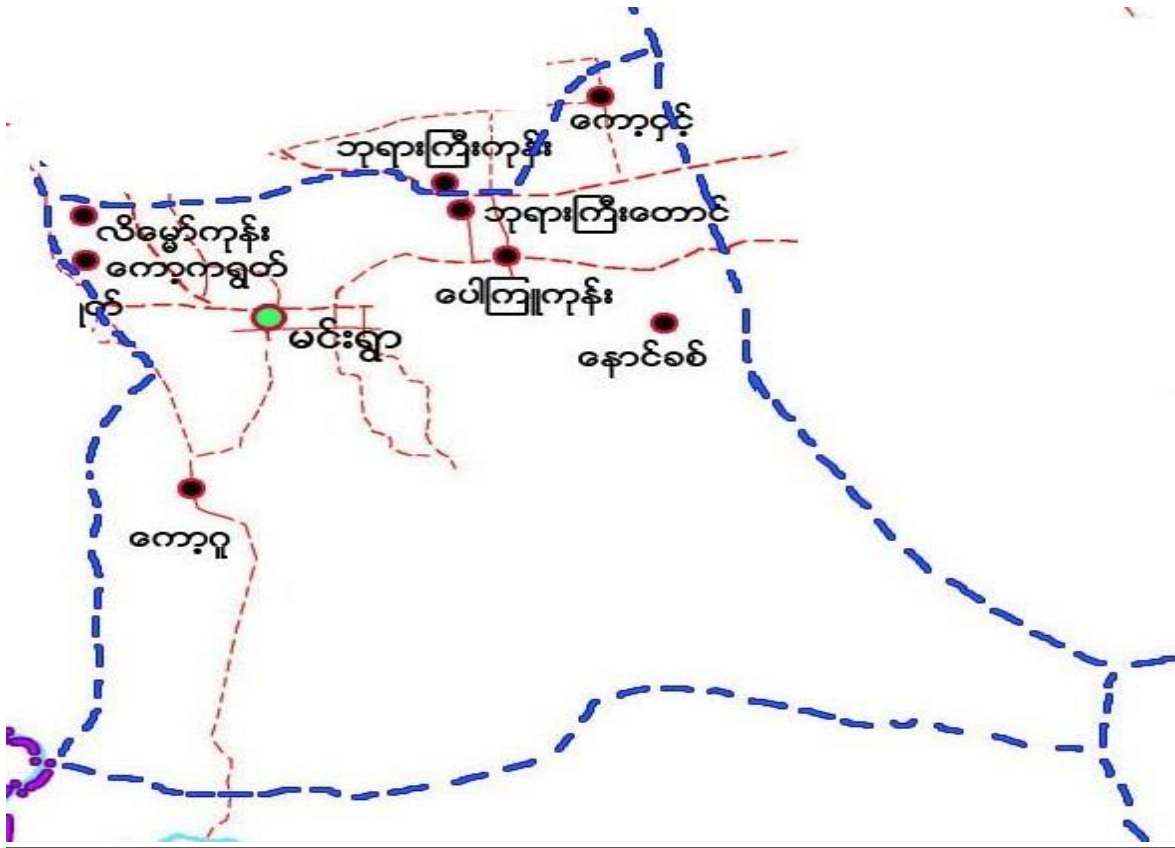 ကော့ငှင့်
ဘုရားကြီးကုန်း
ဘုရားကြီးတောင်
လိမ္မော်ကုန်း
ကော့ကရွတ်
ပေါကြူကုန်း
မင်းရွာ
နောင်ခစ်
ကော့ဂူ